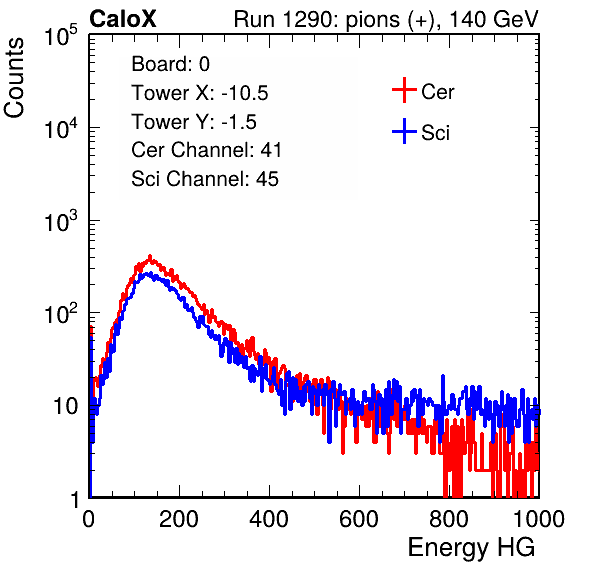 CaloX Run 1290: pions (+), 140 GeV
Counts
10^5
10^4
10^3
10^2
10
1
Board: 0
Tower X: -10.5
Tower Y: -1.5
Cer Channel: 41
Sci Channel: 45
Cer
Sci
0 200 400 600 800 1000
Energy HG